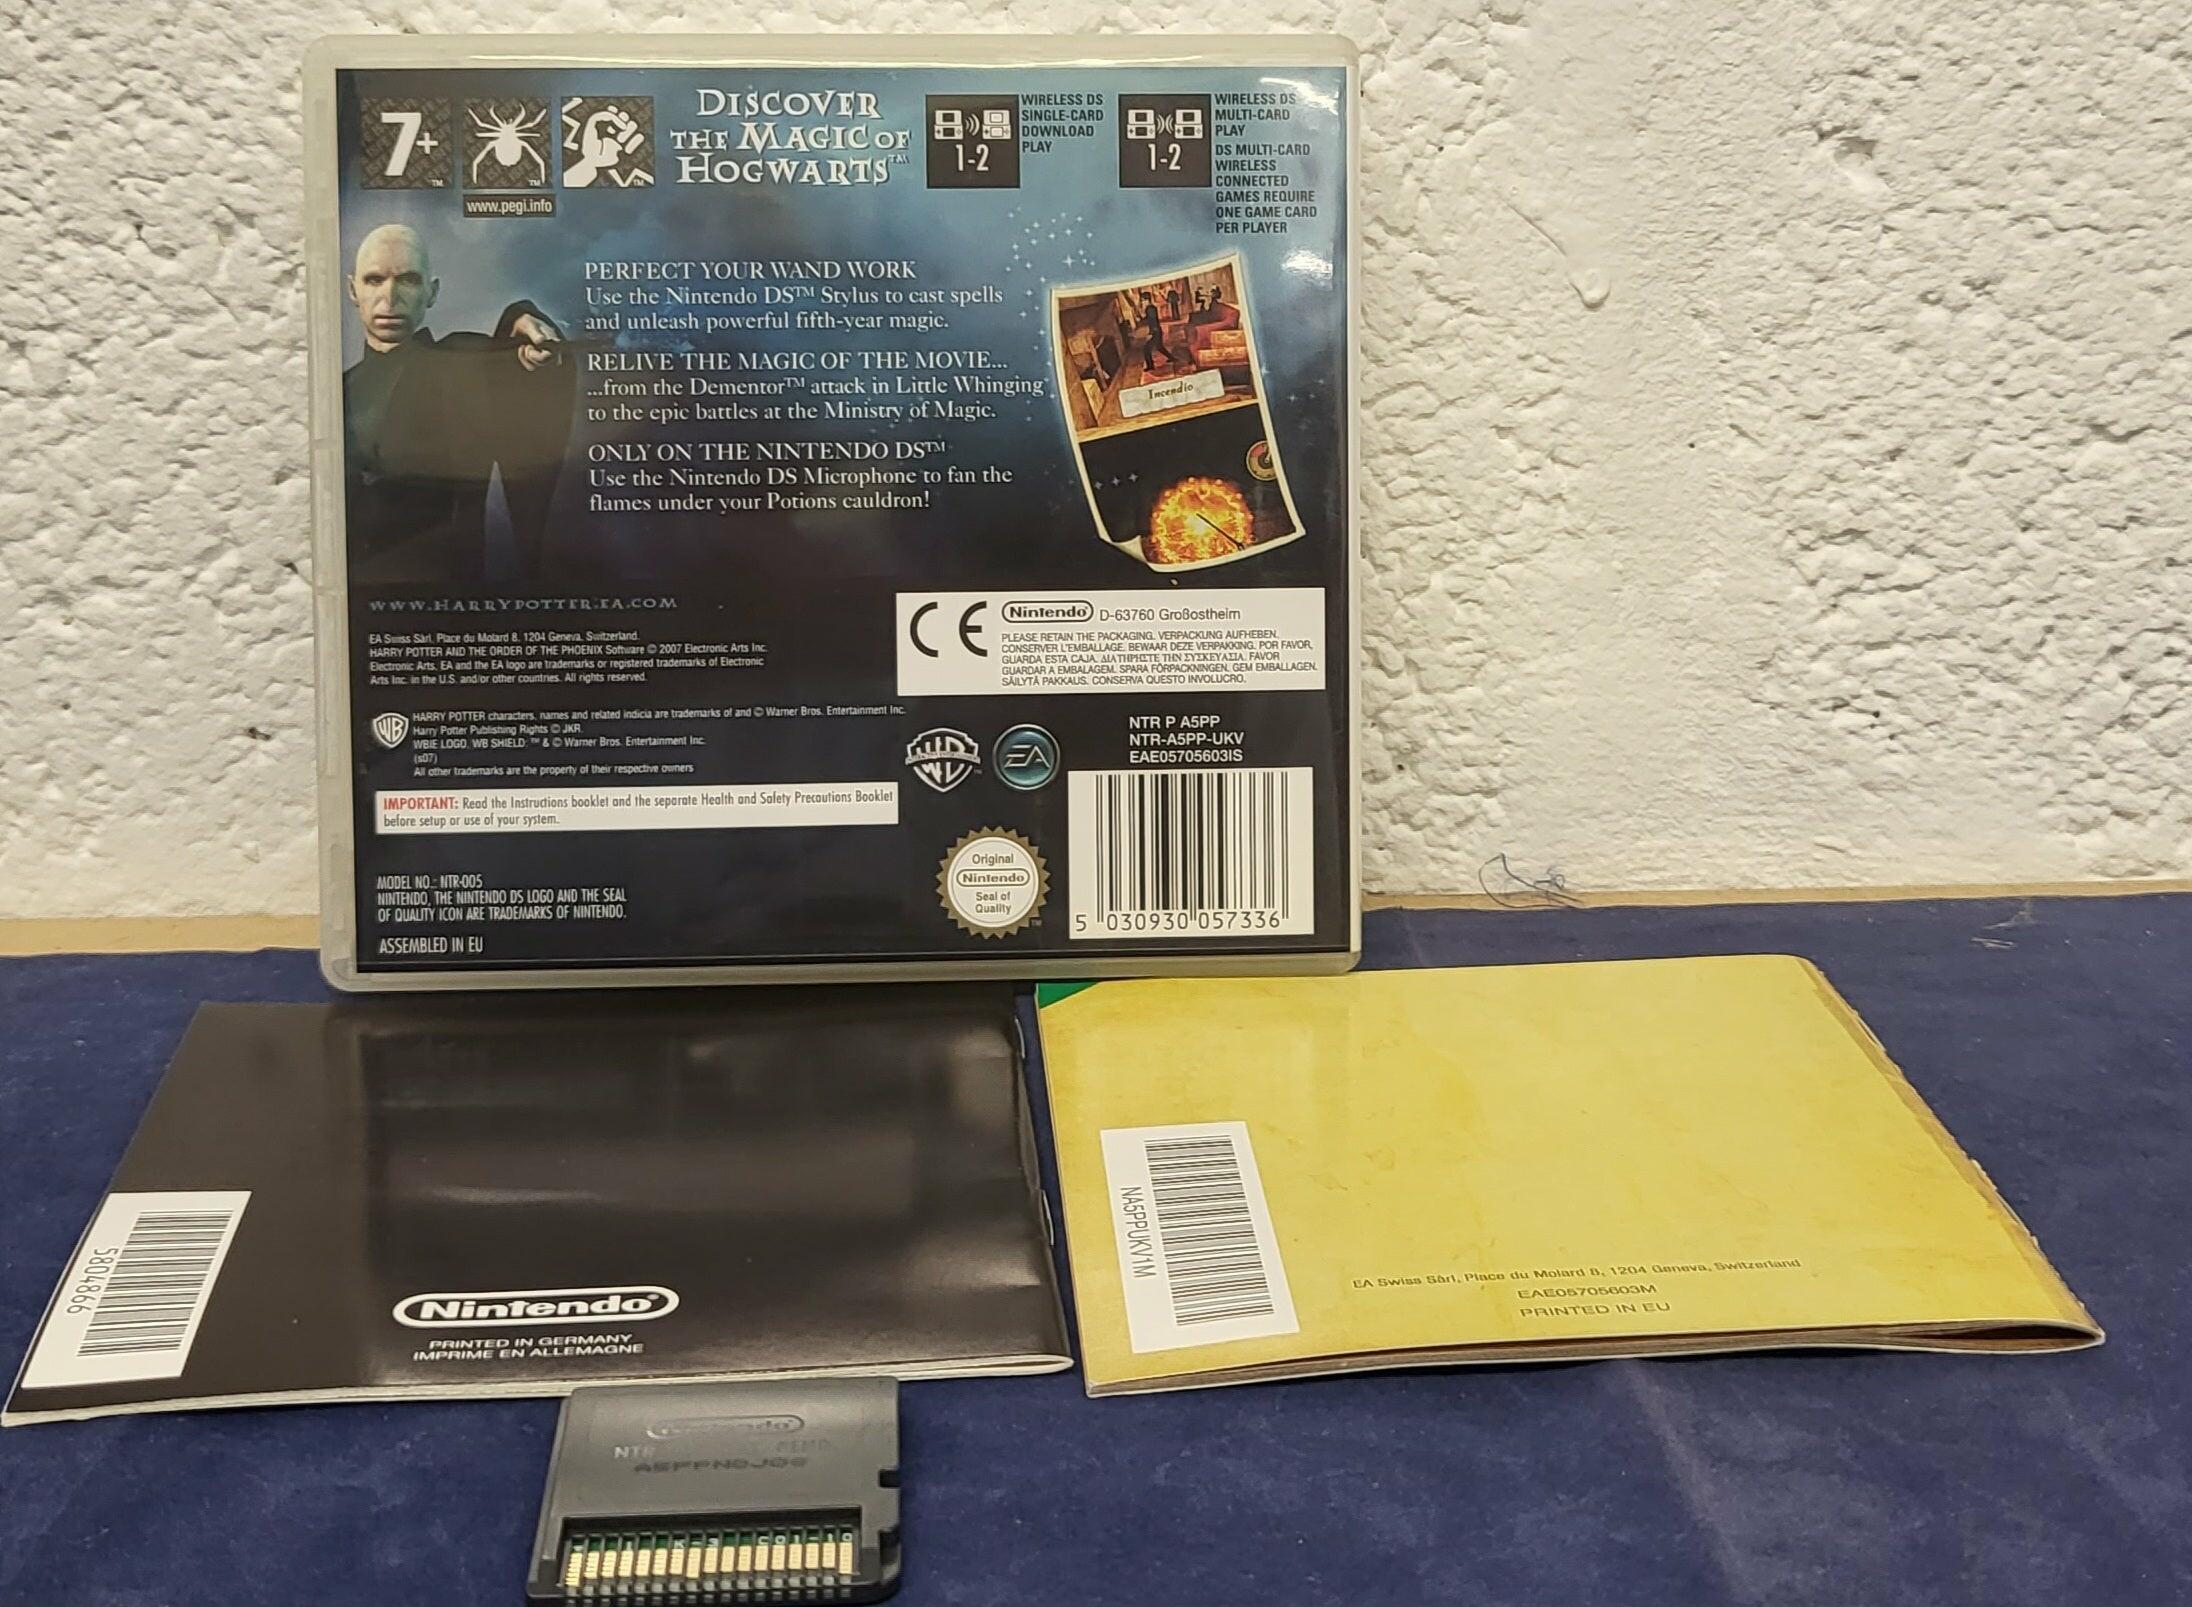 7+
www.pegi.info
DISCOVER
THE MAGIC OF
HOGWARTS™
1-2
WIRELESS DS
SINGLE-CARD
DOWNLOAD
PLAY
1-2
WIRELESS DS
MULTI-CARD
PLAY
DS MULTI-CARD
WIRELESS
CONNECTED
GAMES REQUIRE
ONE GAME CARD
PER PLAYER
PERFECT YOUR WAND WORK
Use the Nintendo DS™ Stylus to cast spells
and unleash powerful fifth-year magic.
RELIVE THE MAGIC OF THE MOVIE...
...from the Dementor™ attack in Little Whinging
to the epic battles at the Ministry of Magic.
ONLY ON THE NINTENDO DS™
Use the Nintendo DS Microphone to fan the
flames under your Potions cauldron!
Incendio
WWW.HARRYPOTTER.EA.COM
EA Swiss Sàrl, Place du Molard 8, 1204 Geneva, Switzerland.
HARRY POTTER AND THE ORDER OF THE PHOENIX Software © 2007 Electronic Arts Inc.
Electronic Arts, EA and the EA logo are trademarks or registered trademarks of Electronic
Arts Inc. in the U.S. and/or other countries. All rights reserved.
CE
Nintendo® D-63760 Großostheim
PLEASE RETAIN THE PACKAGING. VERPACKUNG AUFHEBEN.
CONSERVER L'EMBALLAGE. BEWAAR DEZE VERPAKKING. POR FAVOR,
GUARDA ESTA CAJA. ΔΙΑΤΗΡΗΣΤΕ ΤΗΝ ΣΥΣΚΕΥΑΣΙΑ. FAVOR
GUARDAR A EMBALAGEM. SPARA FÖRPACKNINGEN. GEM EMBALLAGEN.
SÄILYTÄ PAKKAUS. CONSERVA QUESTO INVOLUCRO.
WB
HARRY POTTER characters, names and related indicia are trademarks of and © Warner Bros. Entertainment Inc.
Harry Potter Publishing Rights © JKR.
WBIE LOGO, WB SHIELD: ™ & © Warner Bros. Entertainment Inc.
(s07)
All other trademarks are the property of their respective owners
WB
EA
NTR P A5PP
NTR-A5PP-UKV
EAE05705603IS
IMPORTANT: Read the Instructions booklet and the separate Health and Safety Precautions Booklet
before setup or use of your system.
MODEL NO.: NTR-005
NINTENDO, THE NINTENDO DS LOGO AND THE SEAL
OF QUALITY ICON ARE TRADEMARKS OF NINTENDO.
ASSEMBLED IN EU
Original
Nintendo
Seal of
Quality
5 030930 057336
5804866
Nintendo®
PRINTED IN GERMANY
IMPRIME EN ALLEMAGNE
NA5PPUKV1M
EA Swiss Sàrl, Place du Molard 8, 1204 Geneva, Switzerland
EAE05705603M
PRINTED IN EU
Nintendo
NTR
A5PPN0J08